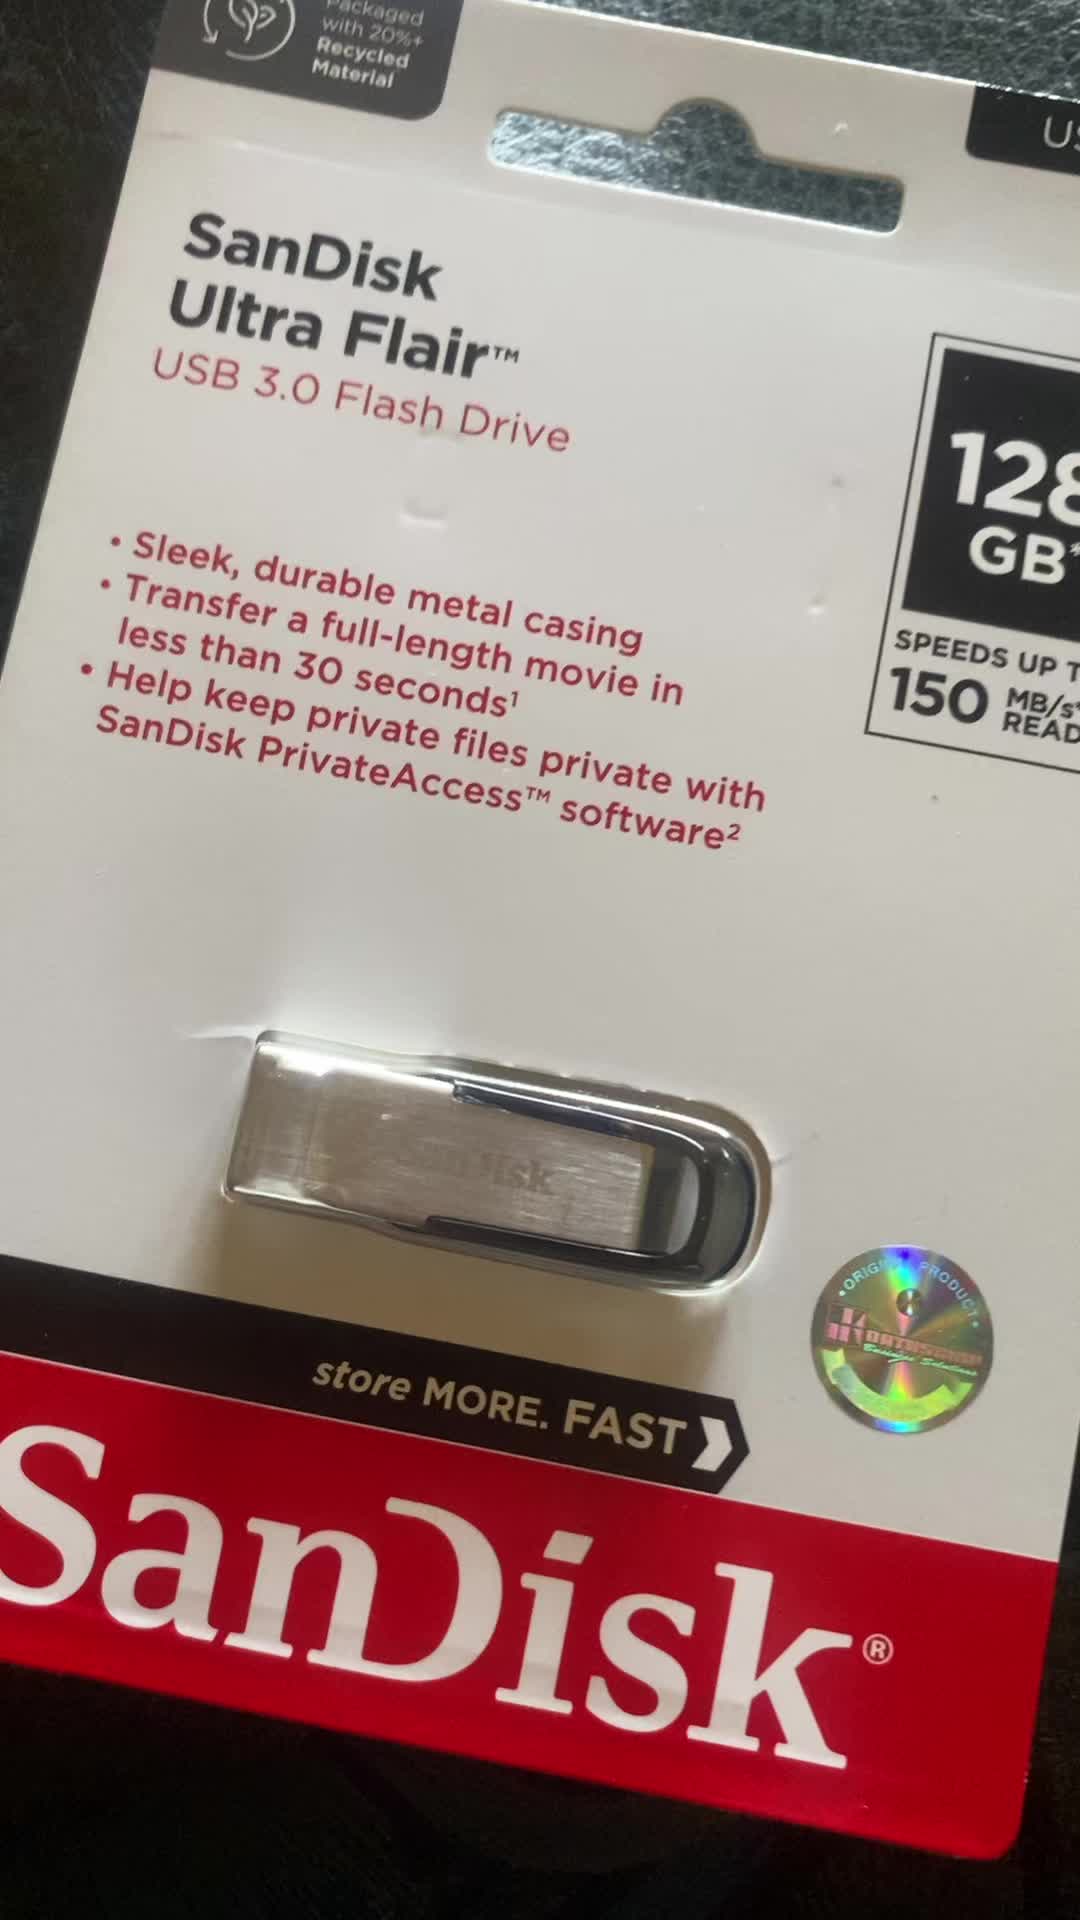 Packaged
with 20%+
Recycled
Material
SanDisk
Ultra Flair™
USB 3.0 Flash Drive
• Sleek, durable metal casing
• Transfer a full-length movie in
less than 30 seconds¹
• Help keep private files private with
SanDisk PrivateAccess™ software²
128
GB*
SPEEDS UP T
150 MB/s*
READ
ORIGINAL PRODUCT
Business Solutions
store MORE. FAST
SanDisk®